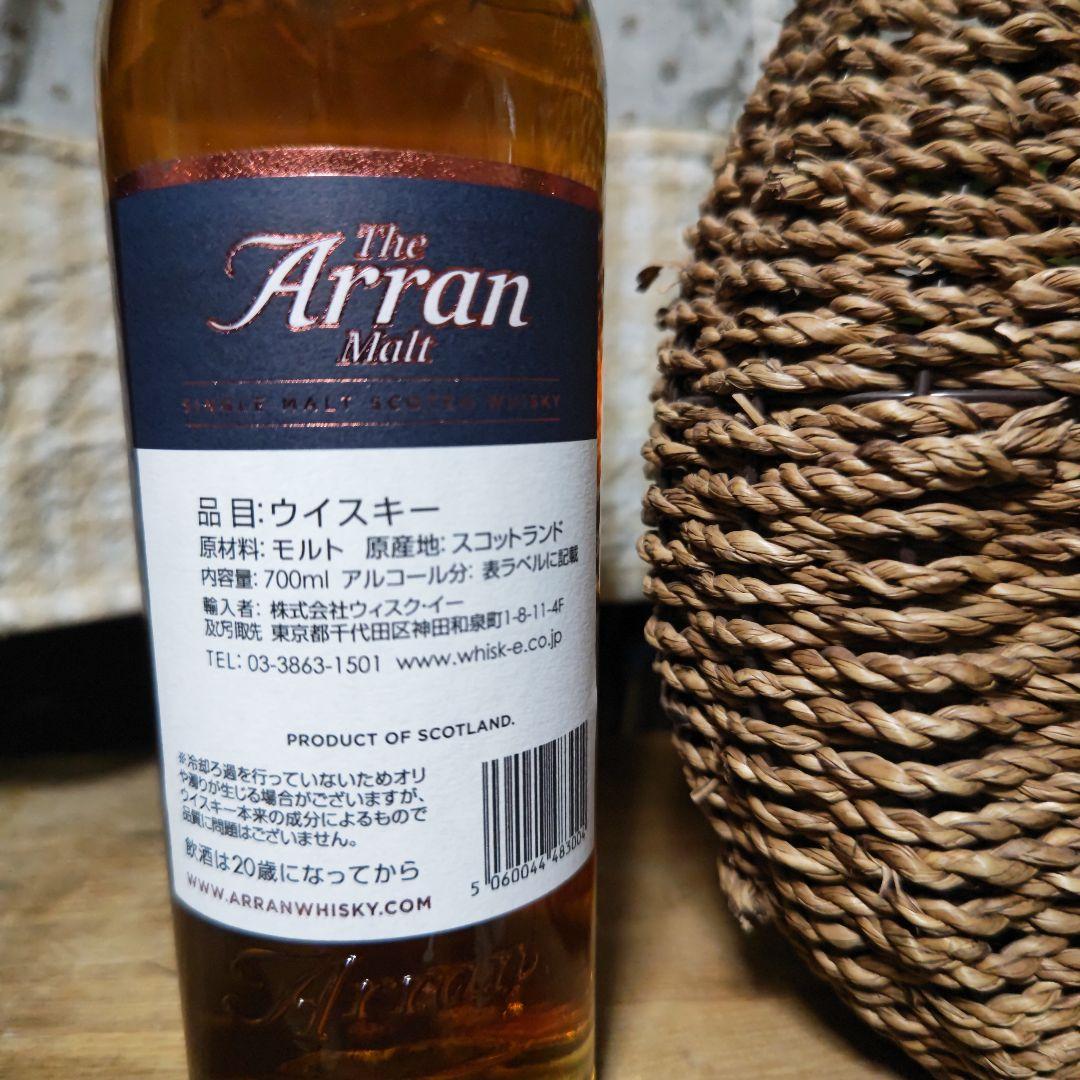 The
Arran
Malt
SINGLE MALT SCOTCH WHISKY
品目:ウイスキー
原材料: モルト 原産地: スコットランド
内容量: 700ml アルコール分: 表ラベルに記載
輸入者: 株式会社ウィスク・イー
及び引取先 東京都千代田区神田和泉町1-8-11-4F
TEL: 03-3863-1501 www.whisk-e.co.jp
PRODUCT OF SCOTLAND.
※冷却ろ過を行っていないためオリ
や濁りが生じる場合がございますが、
ウイスキー本来の成分によるもので
品質に問題はございません。
飲酒は20歳になってから
5 060044 483004
WWW.ARRANWHISKY.COM
Arran